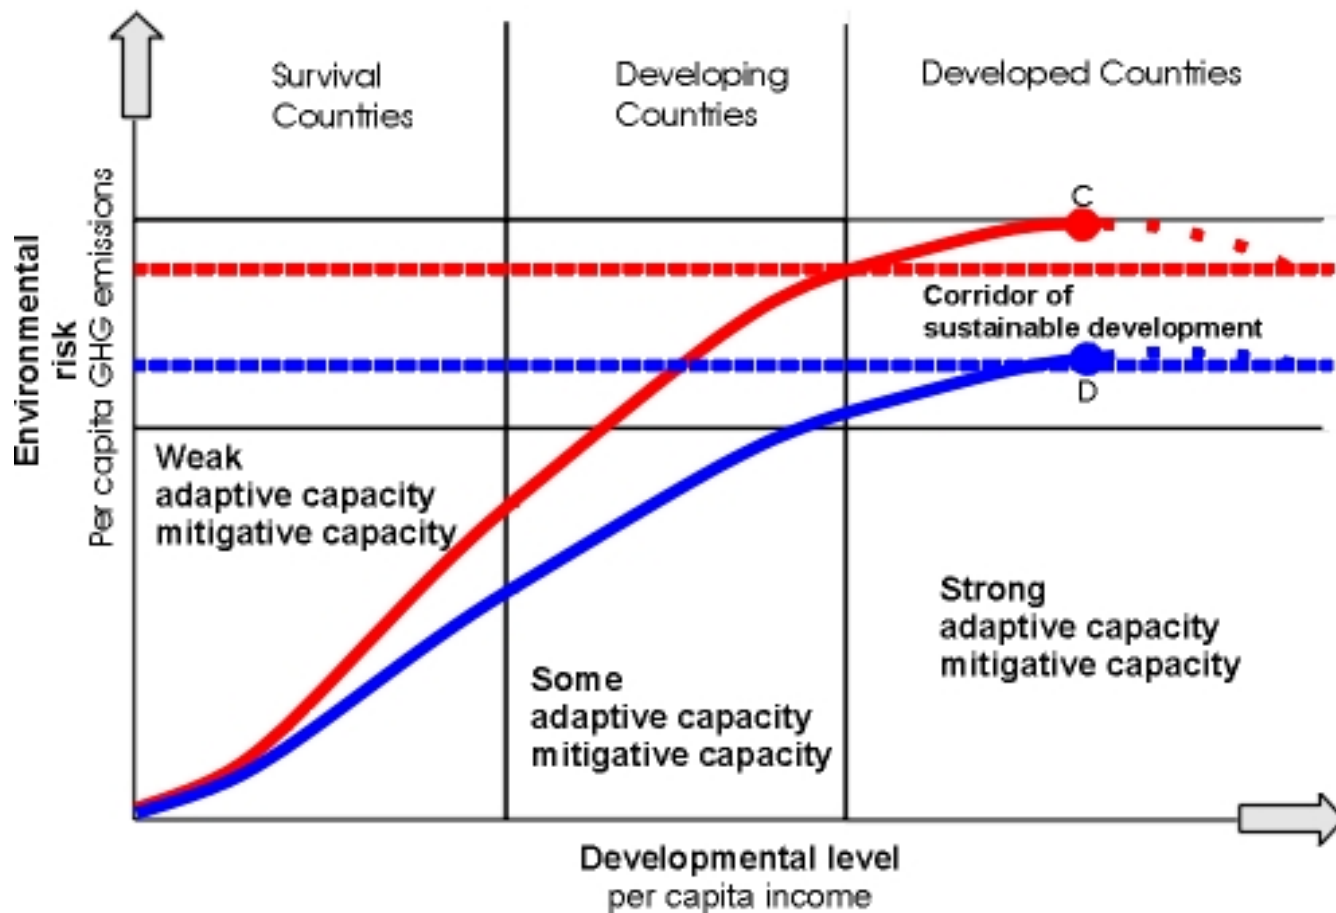 Survival
Countries
Developing
Countries
Developed Countries
C
Environmental
risk
Per capita GHG emissions
Corridor of
sustainable development
D
Weak
adaptive capacity
mitigative capacity
Strong
adaptive capacity
mitigative capacity
Some
adaptive capacity
mitigative capacity
Developmental level
per capita income